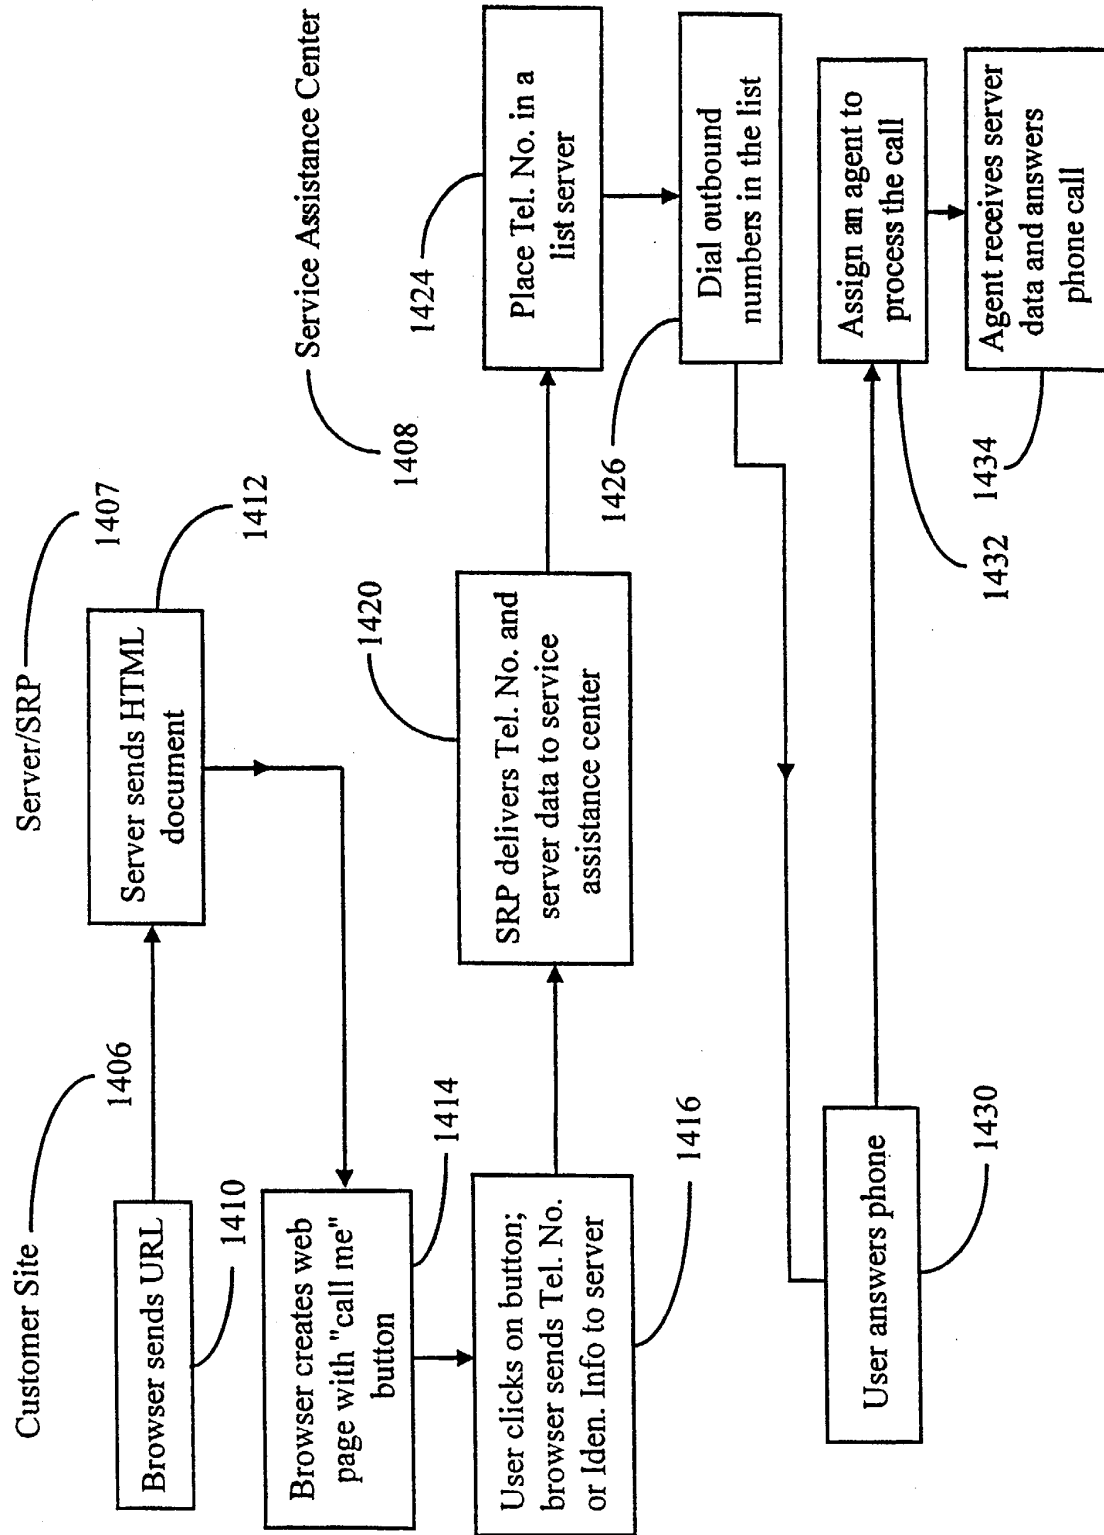 Customer Site
1406
Server/SRP
1407
Service Assistance Center
1408
Browser sends URL
1410
Server sends HTML
document
1412
Browser creates web
page with "call me"
button
1414
User clicks on button;
browser sends Tel. No.
or Iden. Info to server
1416
SRP delivers Tel. No. and
server data to service
assistance center
1420
Place Tel. No. in a
list server
1424
Dial outbound
numbers in the list
1426
User answers phone
1430
Assign an agent to
process the call
1432
Agent receives server
data and answers
phone call
1434